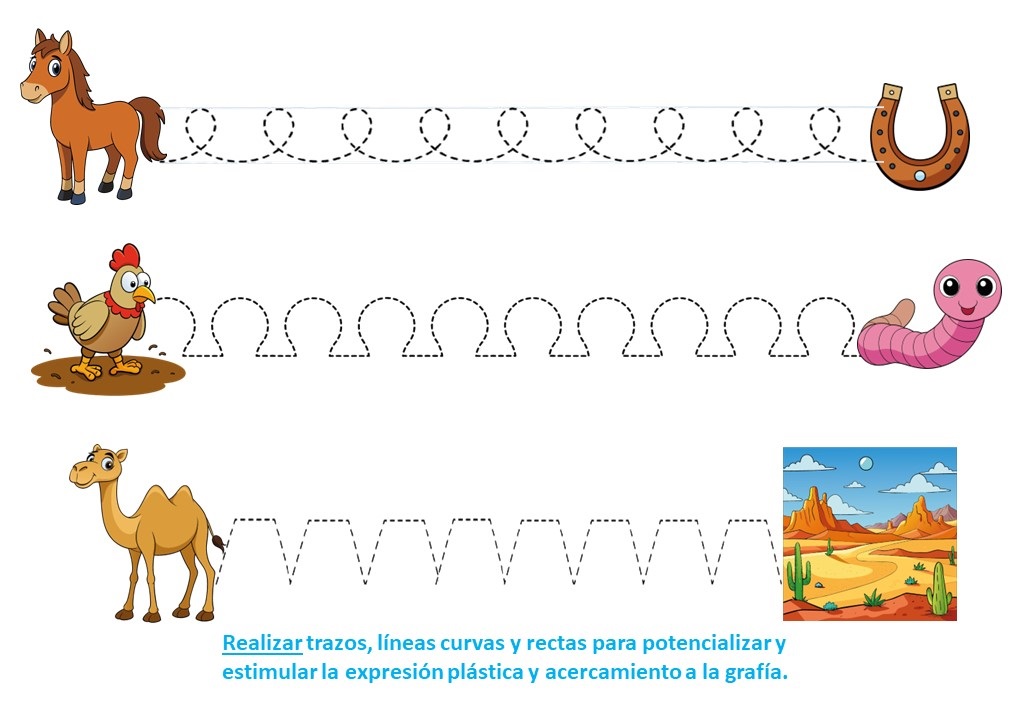 Realizar trazos, líneas curvas y rectas para potencializar y
estimular la expresión plástica y acercamiento a la grafía.